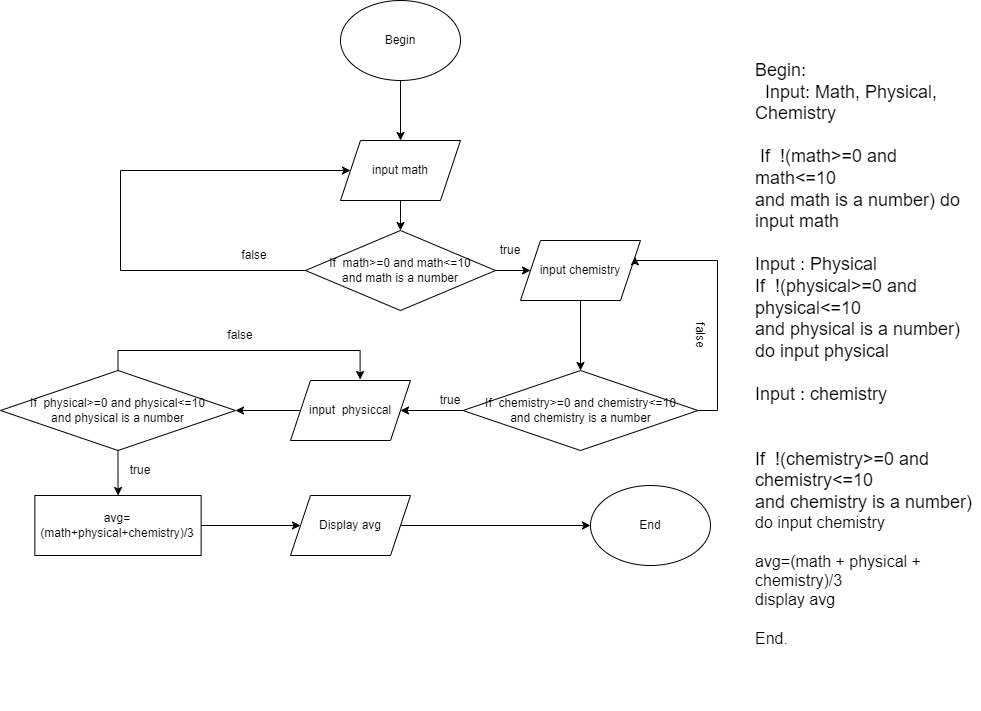 Begin
input math
false
If  math>=0 and math<=10
and math is a number
true
input chemistry
false
false
If  physical>=0 and physical<=10
and physical is a number
input  physiccal
true
If  chemistry>=0 and chemistry<=10
and chemistry is a number
true
avg=
(math+physical+chemistry)/3
Display avg
End
Begin:
Input: Math, Physical,
Chemistry
If  !(math>=0 and
math<=10
and math is a number) do
input math
Input : Physical
If  !(physical>=0 and
physical<=10
and physical is a number)
do input physical
Input : chemistry
If  !(chemistry>=0 and
chemistry<=10
and chemistry is a number)
do input chemistry
avg=(math + physical +
chemistry)/3
display avg
End.